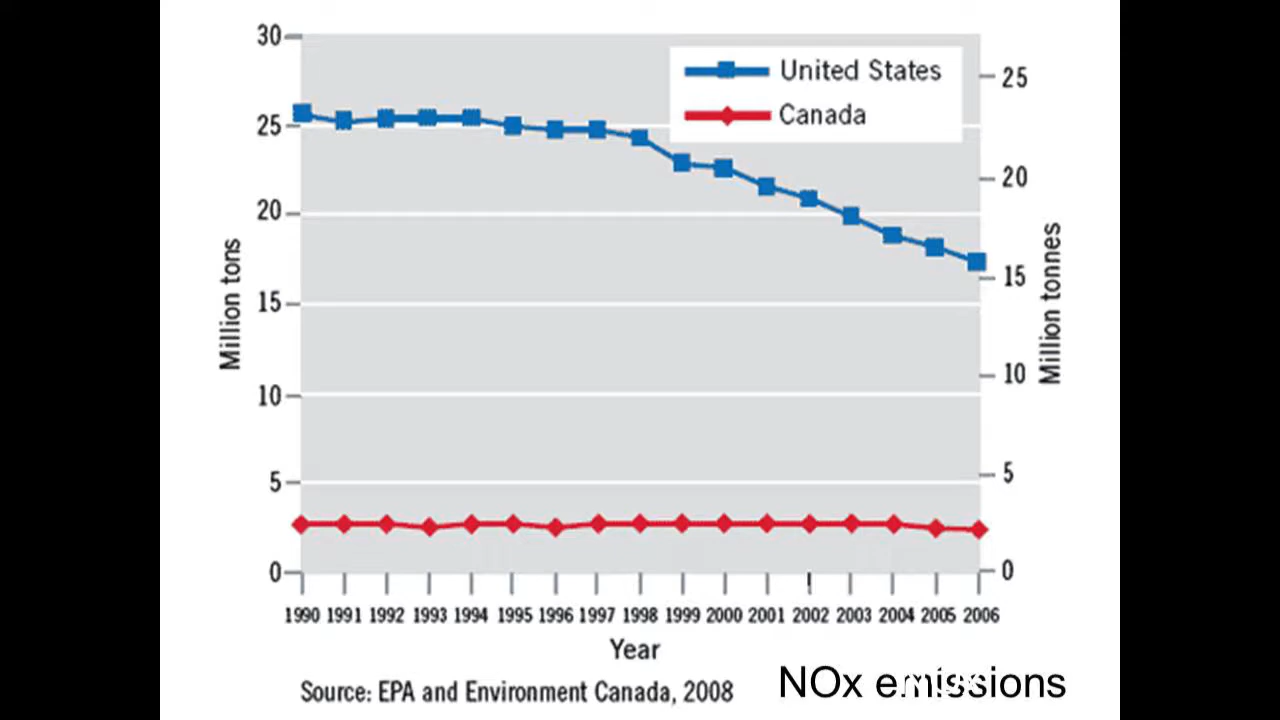 30
25
20
15
10
5
0
Million tons
United States
Canada
25
20
15
10
5
0
Million tonnes
1990 1991 1992 1993 1994 1995 1996 1997 1998 1999 2000 2001 2002 2003 2004 2005 2006
Year
Source: EPA and Environment Canada, 2008
NOx emissions